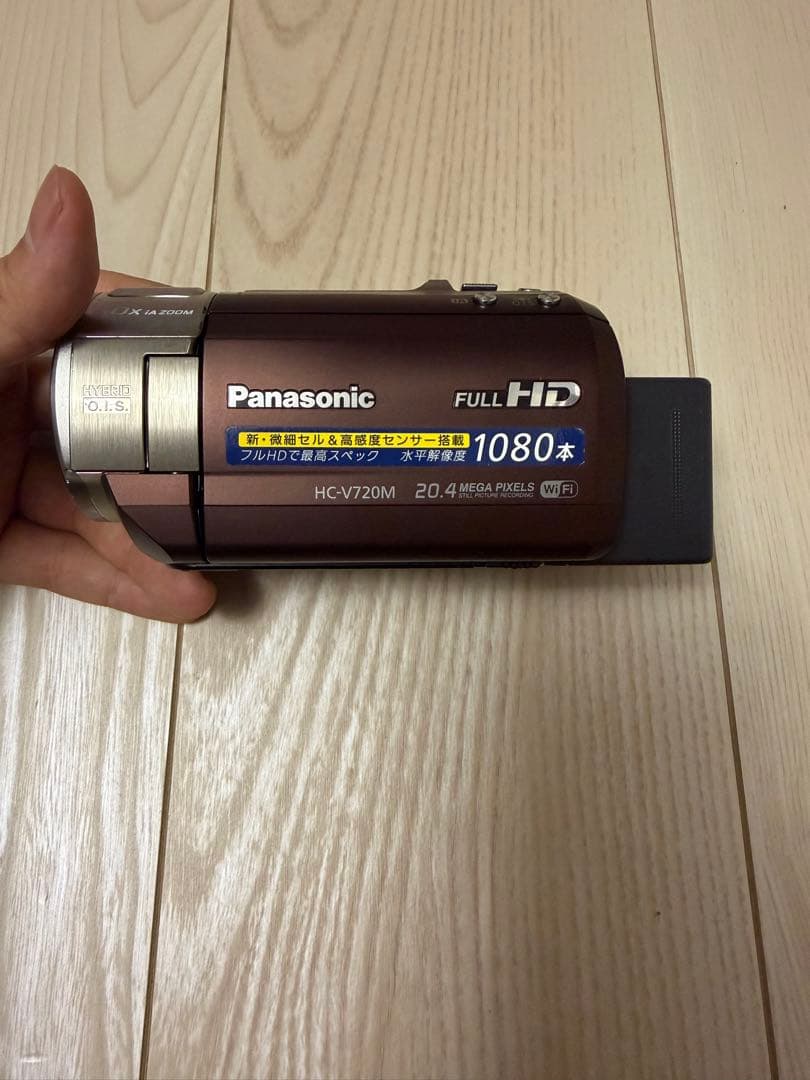 iA ZOOM
HYBRID
O.I.S.
Panasonic
FULL HD
新・微細セル&高感度センサー搭載
フルHDで最高スペック 水平解像度 1080本
HC-V720M
20.4 MEGA PIXELS
STILL PICTURE RECORDING
Wi Fi